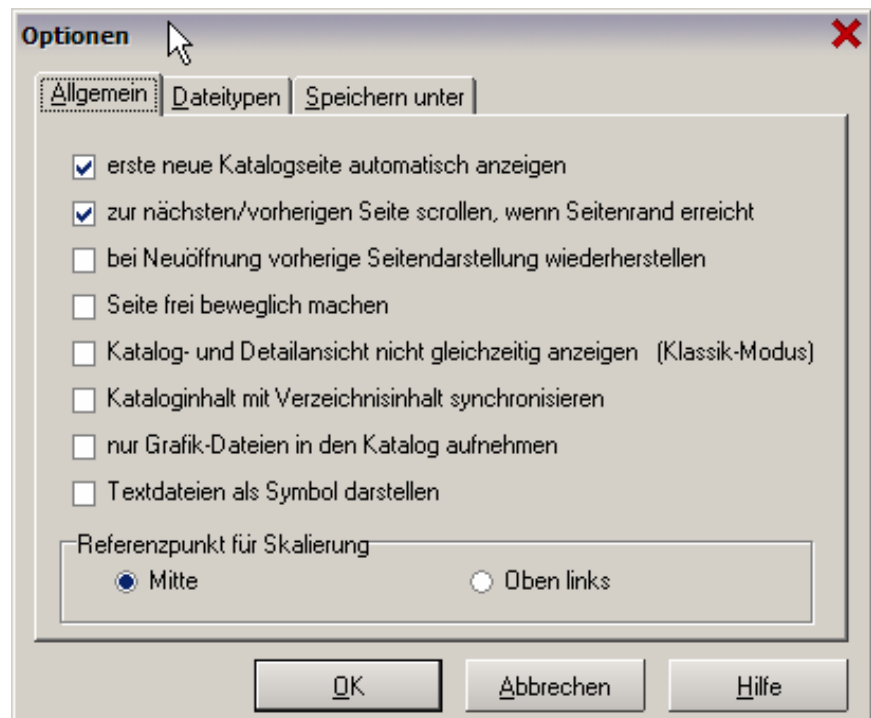 Optionen
Allgemein Dateitypen Speichern unter
erste neue Katalogseite automatisch anzeigen
zur nächsten/vorherigen Seite scrollen, wenn Seitenrand erreicht
bei Neuöffnung vorherige Seitendarstellung wiederherstellen
Seite frei beweglich machen
Katalog- und Detailansicht nicht gleichzeitig anzeigen (Klassik-Modus)
Kataloginhalt mit Verzeichnisinhalt synchronisieren
nur Grafik-Dateien in den Katalog aufnehmen
Textdateien als Symbol darstellen
Referenzpunkt für Skalierung
Mitte Oben links
OK Abbrechen Hilfe